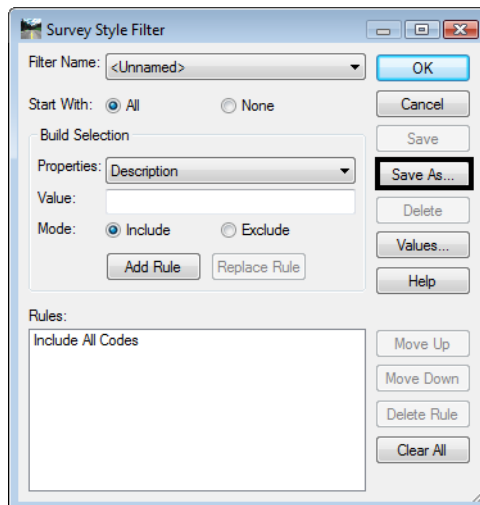 Survey Style Filter
Filter Name: <Unnamed> OK
Start With: All None Cancel
Build Selection Save
Properties: Description Save As...
Value: Delete
Mode: Include Exclude Values...
Add Rule Replace Rule Help
Rules:
Include All Codes Move Up
Move Down
Delete Rule
Clear All